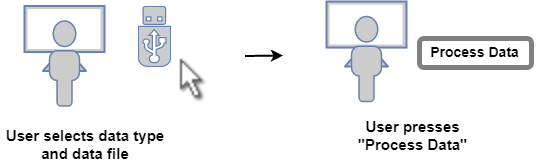 Process Data
User selects data type
and data file
User presses
"Process Data"